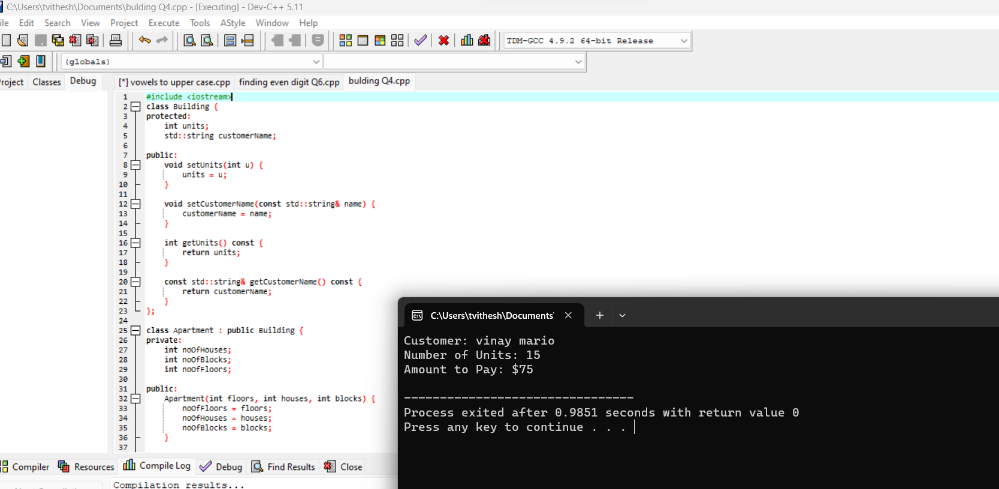 C:\Users\tvithesh\Documents\bulding Q4.cpp - [Executing] - Dev-C++ 5.11
ile Edit Search View Project Execute Tools AStyle Window Help
TDM-GCC 4.9.2 64-bit Release
(globals)
roject Classes Debug [*] vowels to upper case.cpp finding even digit Q6.cpp bulding Q4.cpp
1 #include <iostream>
2 class Building {
3 protected:
4 int units;
5 std::string customerName;
6
7 public:
8 void setUnits(int u) {
9 units = u;
10 }
11
12 void setCustomerName(const std::string& name) {
13 customerName = name;
14 }
15
16 int getUnits() const {
17 return units;
18 }
19
20 const std::string& getCustomerName() const {
21 return customerName;
22 }
23 };
24
25 class Apartment : public Building {
26 private:
27 int noOfHouses;
28 int noOfBlocks;
29 int noOfFloors;
30
31 public:
32 Apartment(int floors, int houses, int blocks) {
33 noOfFloors = floors;
34 noOfHouses = houses;
35 noOfBlocks = blocks;
36 }
37
C:\Users\tvithesh\Documents\
Customer: vinay mario
Number of Units: 15
Amount to Pay: $75
--------------------------------
Process exited after 0.9851 seconds with return value 0
Press any key to continue . . .
Compiler Resources Compile Log Debug Find Results Close
Compilation results...